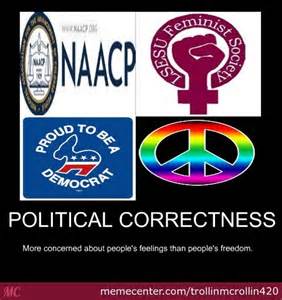 WWW.NAACP.ORG
NAACP
LSESU Feminist Society
PROUD TO BE A
DEMOCRAT
POLITICAL CORRECTNESS
More concerned about people's feelings than people's freedom.
MC
memecenter.com/trollinmcrollin420